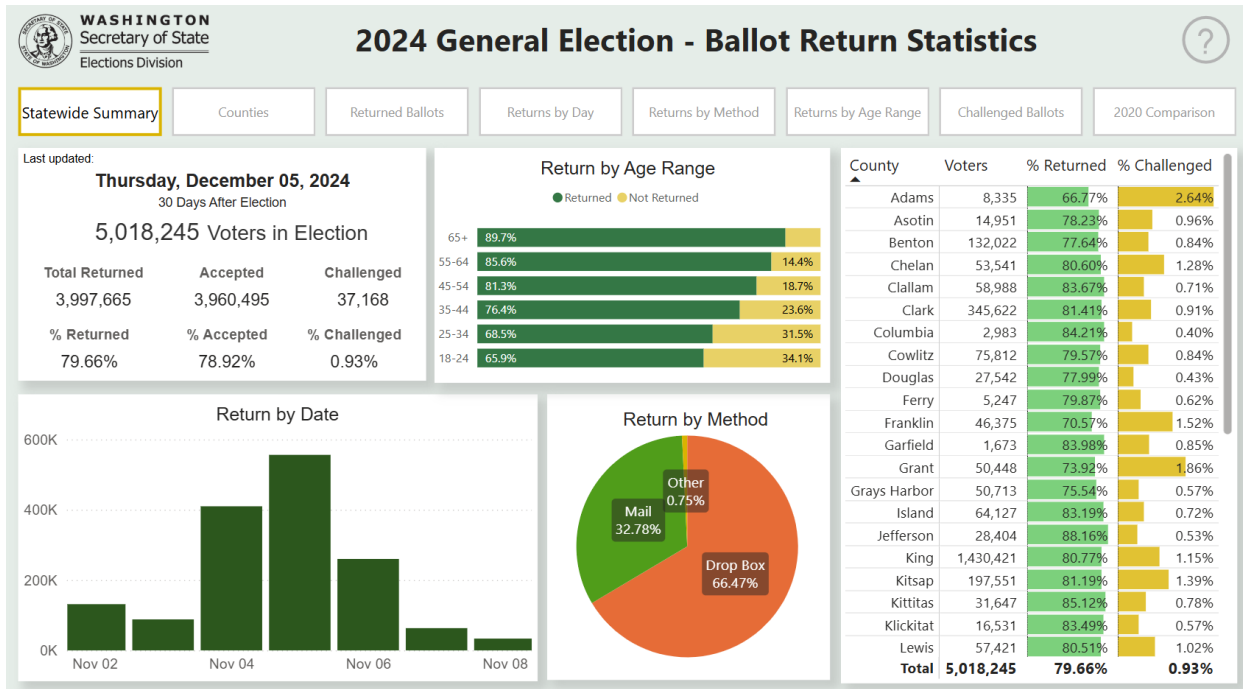 WASHINGTON
Secretary of State
Elections Division
2024 General Election - Ballot Return Statistics
?
Statewide Summary
Counties
Returned Ballots
Returns by Day
Returns by Method
Returns by Age Range
Challenged Ballots
2020 Comparison
Last updated:
Thursday, December 05, 2024
30 Days After Election
5,018,245 Voters in Election
Total Returned Accepted Challenged
3,997,665 3,960,495 37,168
% Returned % Accepted % Challenged
79.66% 78.92% 0.93%
Return by Age Range
Returned Not Returned
65+ 89.7%
55-64 85.6% 14.4%
45-54 81.3% 18.7%
35-44 76.4% 23.6%
25-34 68.5% 31.5%
18-24 65.9% 34.1%
Return by Date
600K
400K
200K
0K
Nov 02 Nov 04 Nov 06 Nov 08
Return by Method
Other
0.75%
Mail
32.78%
Drop Box
66.47%
County Voters % Returned % Challenged
Adams 8,335 66.77% 2.64%
Asotin 14,951 78.23% 0.96%
Benton 132,022 77.64% 0.84%
Chelan 53,541 80.60% 1.28%
Clallam 58,988 83.67% 0.71%
Clark 345,622 81.41% 0.91%
Columbia 2,983 84.21% 0.40%
Cowlitz 75,812 79.57% 0.84%
Douglas 27,542 77.99% 0.43%
Ferry 5,247 79.87% 0.62%
Franklin 46,375 70.57% 1.52%
Garfield 1,673 83.98% 0.85%
Grant 50,448 73.92% 1.86%
Grays Harbor 50,713 75.54% 0.57%
Island 64,127 83.19% 0.72%
Jefferson 28,404 88.16% 0.53%
King 1,430,421 80.77% 1.15%
Kitsap 197,551 81.19% 1.39%
Kittitas 31,647 85.12% 0.78%
Klickitat 16,531 83.49% 0.57%
Lewis 57,421 80.51% 1.02%
Total 5,018,245 79.66% 0.93%